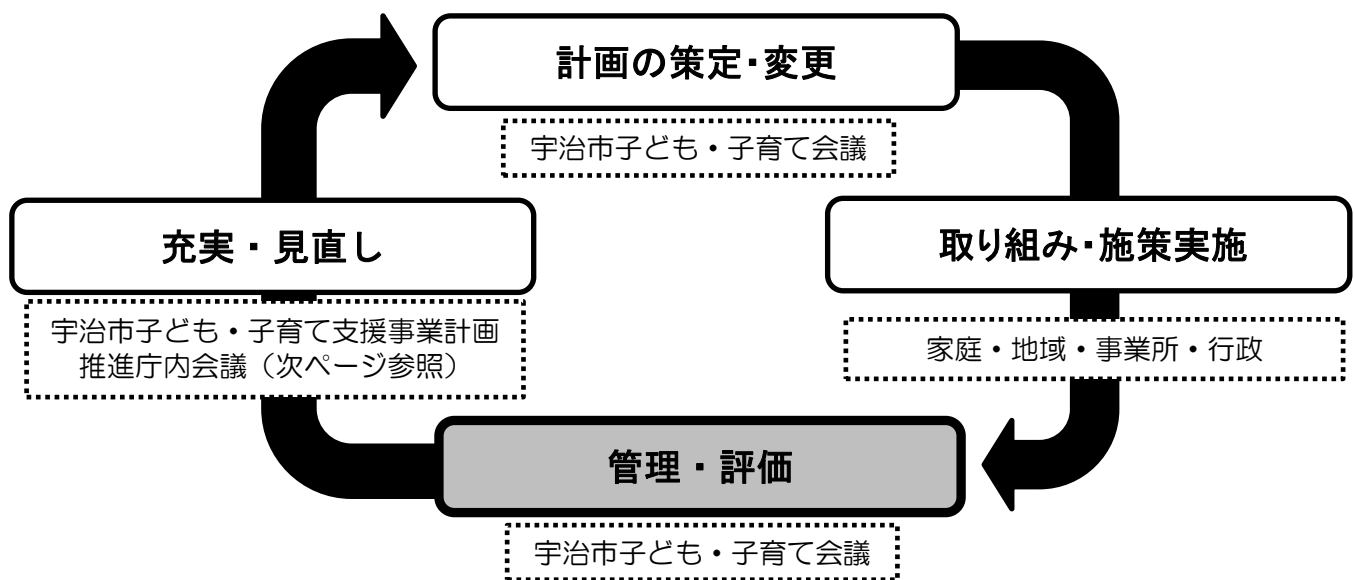 計画の策定・変更
宇治市子ども・子育て会議
充実・見直し
宇治市子ども・子育て支援事業計画
推進庁内会議（次ページ参照）
取り組み・施策実施
家庭・地域・事業所・行政
管理・評価
宇治市子ども・子育て会議